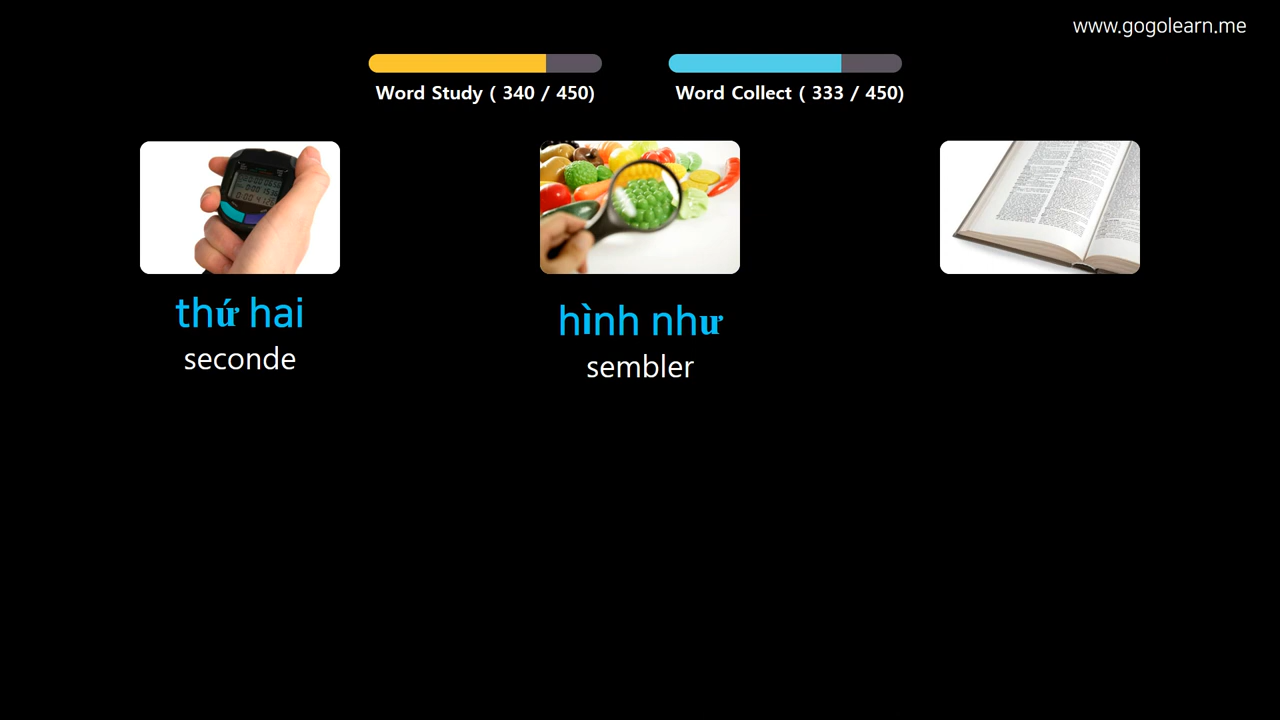 www.gogolearn.me
Word Study ( 340 / 450)
Word Collect ( 333 / 450)
thứ hai
seconde
hình như
sembler